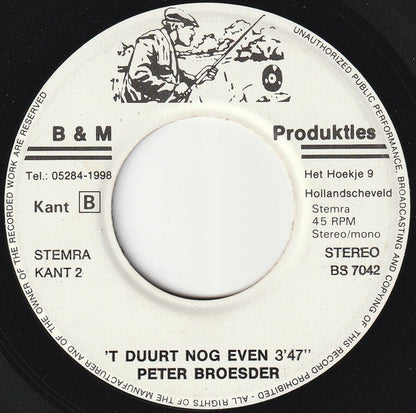 B & M Produkties
Tel.: 05284-1998
Kant B
STEMRA
KANT 2
Het Hoekje 9
Hollandscheveld
Stemra
45 RPM
Stereo/mono
STEREO
BS 7042
'T DUURT NOG EVEN 3'47''
PETER BROESDER
UNAUTHORIZED PUBLIC PERFORMANCE, BROADCASTING AND COPYING OF THIS RECORD PROHIBITED - ALL RIGHTS OF THE MANUFACTURER AND OF THE OWNER OF THE RECORDED WORK ARE RESERVED